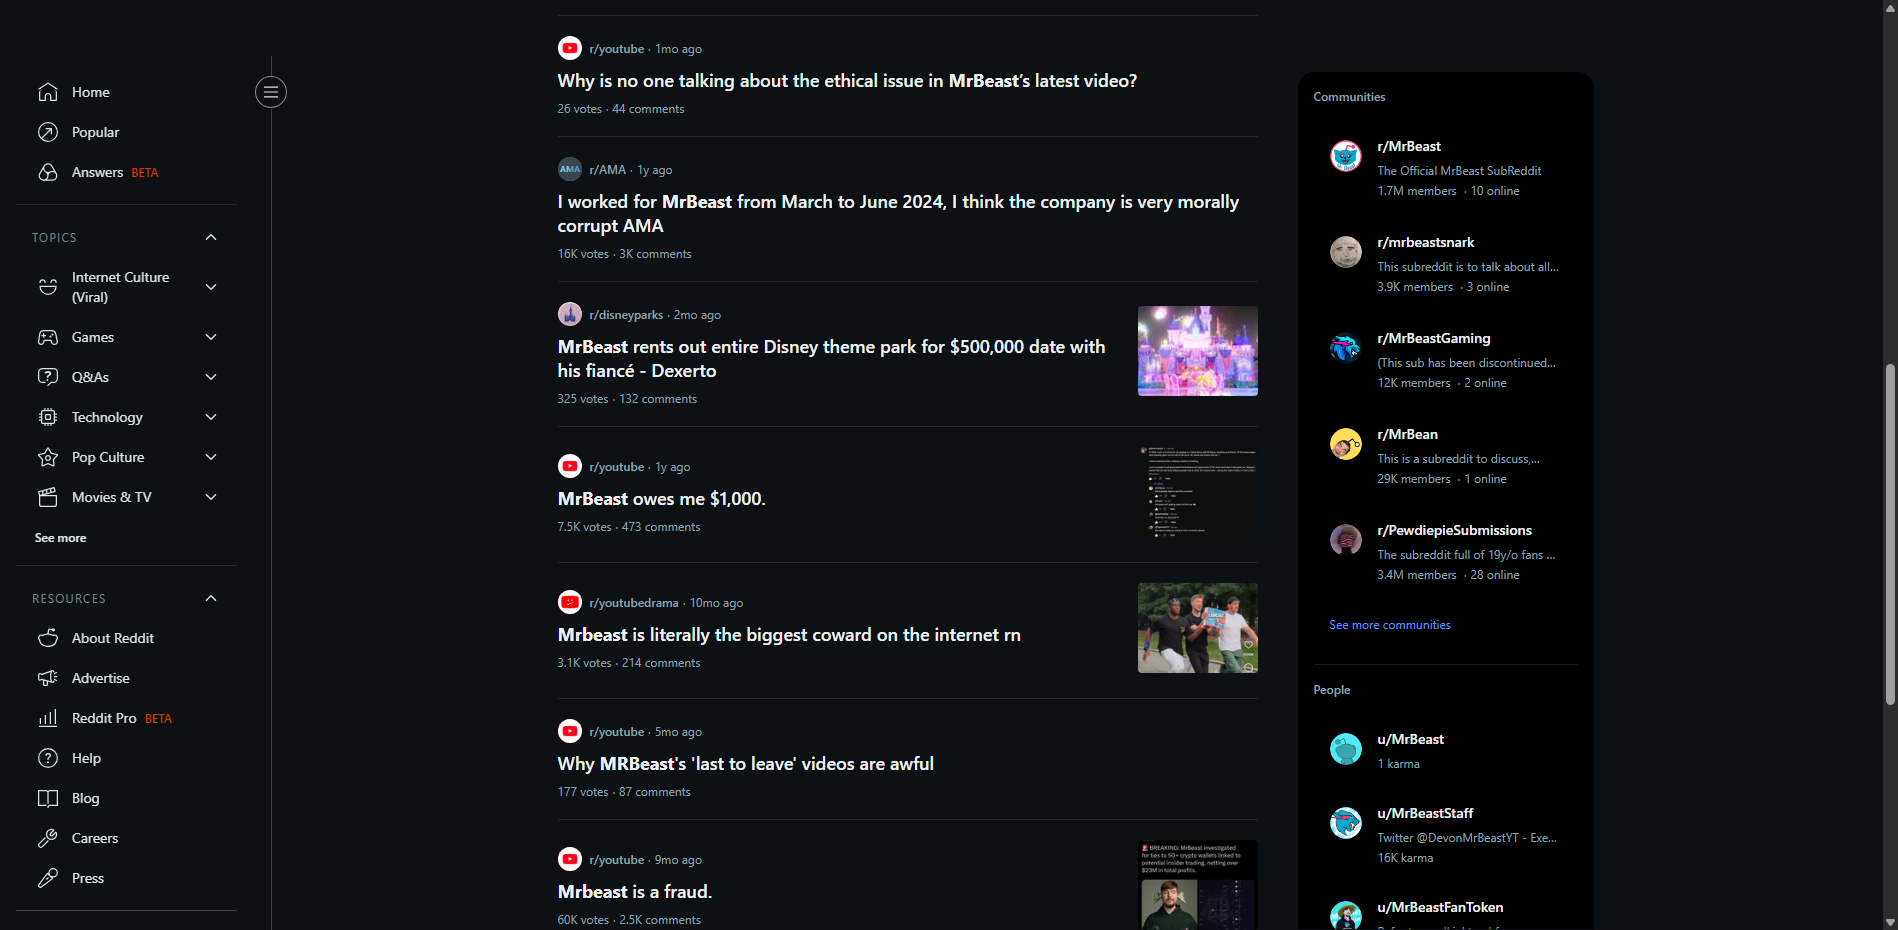 Home
Popular
Answers BETA
TOPICS
Internet Culture
(Viral)
Games
Q&As
Technology
Pop Culture
Movies & TV
See more
RESOURCES
About Reddit
Advertise
Reddit Pro BETA
Help
Blog
Careers
Press
r/youtube · 1mo ago
Why is no one talking about the ethical issue in MrBeast's latest video?
26 votes · 44 comments
AMA
r/AMA · 1y ago
I worked for MrBeast from March to June 2024, I think the company is very morally
corrupt AMA
16K votes · 3K comments
r/disneyparks · 2mo ago
MrBeast rents out entire Disney theme park for $500,000 date with
his fiancé - Dexerto
325 votes · 132 comments
r/youtube · 1y ago
MrBeast owes me $1,000.
7.5K votes · 473 comments
r/youtubedrama · 10mo ago
Mrbeast is literally the biggest coward on the internet rn
3.1K votes · 214 comments
r/youtube · 5mo ago
Why MRBeast's 'last to leave' videos are awful
177 votes · 87 comments
r/youtube · 9mo ago
Mrbeast is a fraud.
60K votes · 2.5K comments
BREAKING: MrBeast investigated
for ties to 50+ crypto wallets linked to
potential insider trading, netting over
$23M in total profits.
Communities
r/MrBeast
The Official MrBeast SubReddit
1.7M members · 10 online
r/mrbeastsnark
This subreddit is to talk about all...
3.9K members · 3 online
r/MrBeastGaming
(This sub has been discontinued...
12K members · 2 online
r/MrBean
This is a subreddit to discuss,...
29K members · 1 online
r/PewdiepieSubmissions
The subreddit full of 19y/o fans ...
3.4M members · 28 online
See more communities
People
u/MrBeast
1 karma
u/MrBeastStaff
Twitter @DevonMrBeastYT - Exe...
16K karma
u/MrBeastFanToken